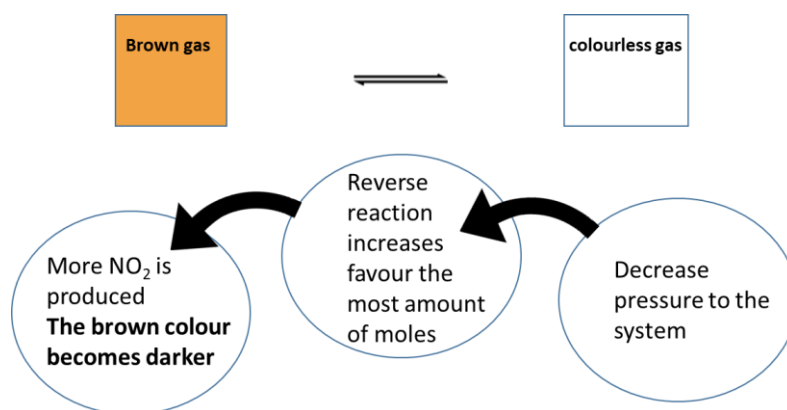 Brown gas
colourless gas
More NO₂ is
produced
The brown colour
becomes darker
Reverse
reaction
increases
favour the
most amount
of moles
Decrease
pressure to the
system